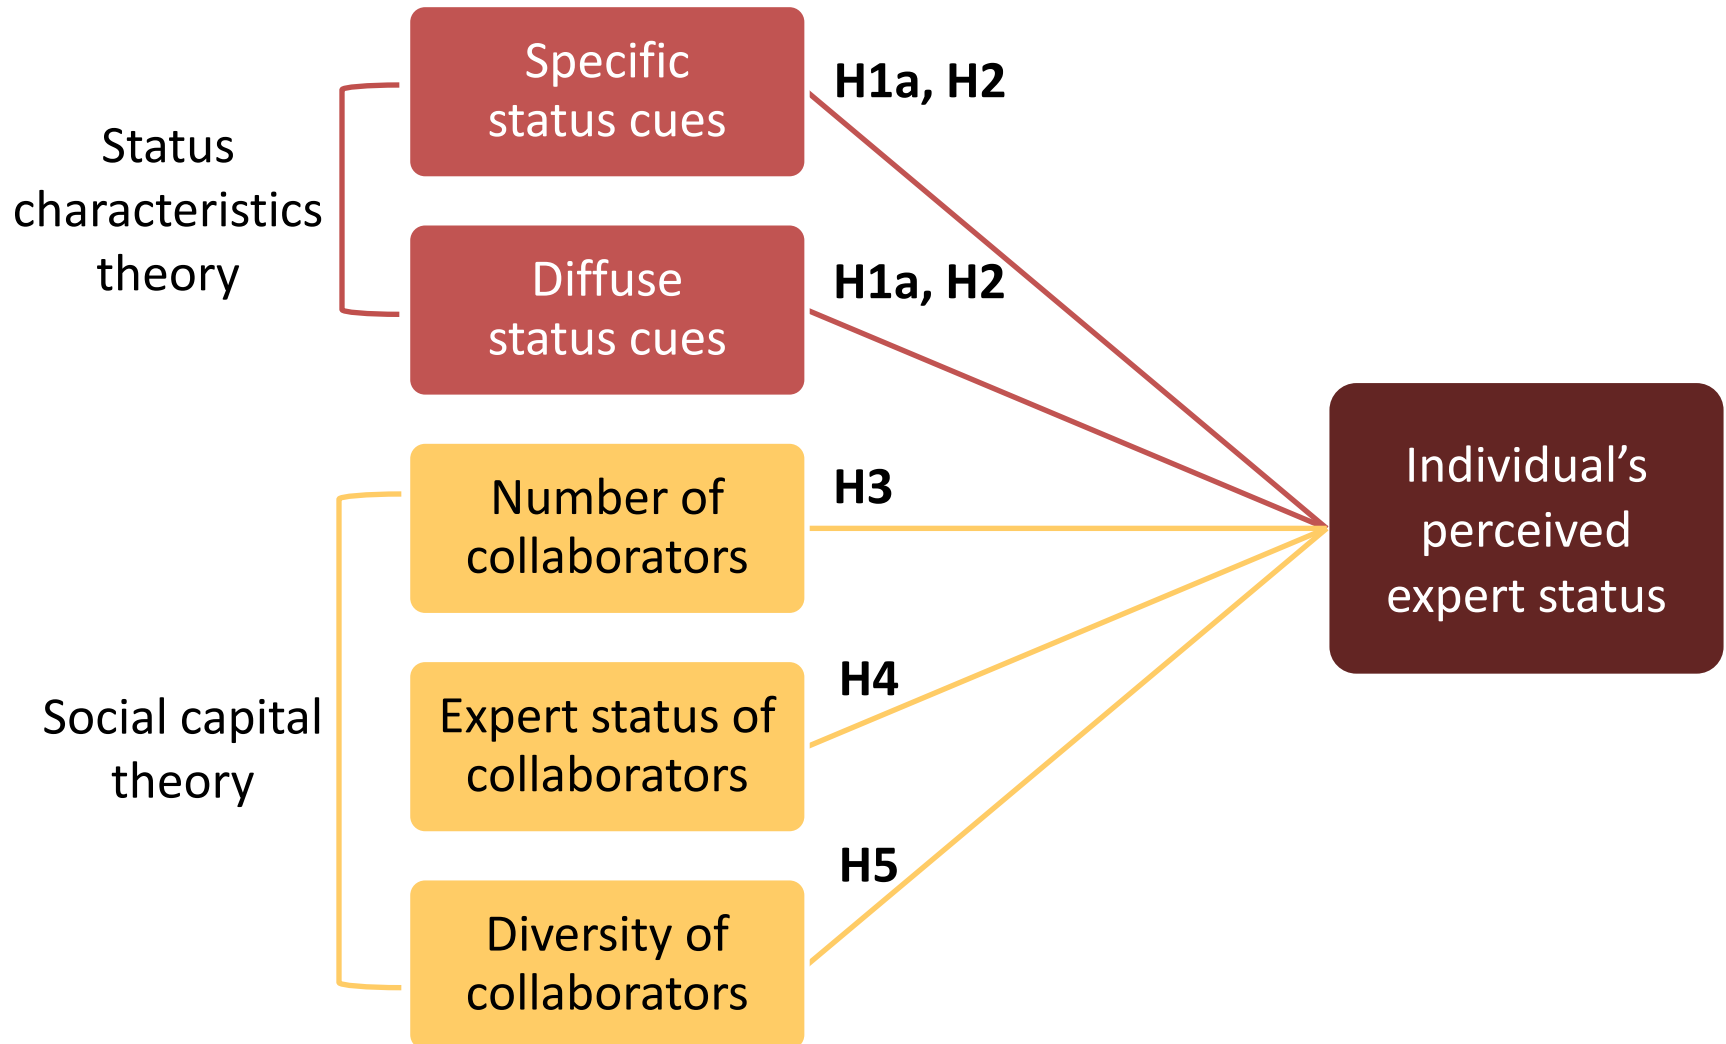 Status
characteristics
theory
Specific
status cues
H1a, H2
Diffuse
status cues
H1a, H2
Social capital
theory
Number of
collaborators
H3
Expert status of
collaborators
H4
Diversity of
collaborators
H5
Individual’s
perceived
expert status